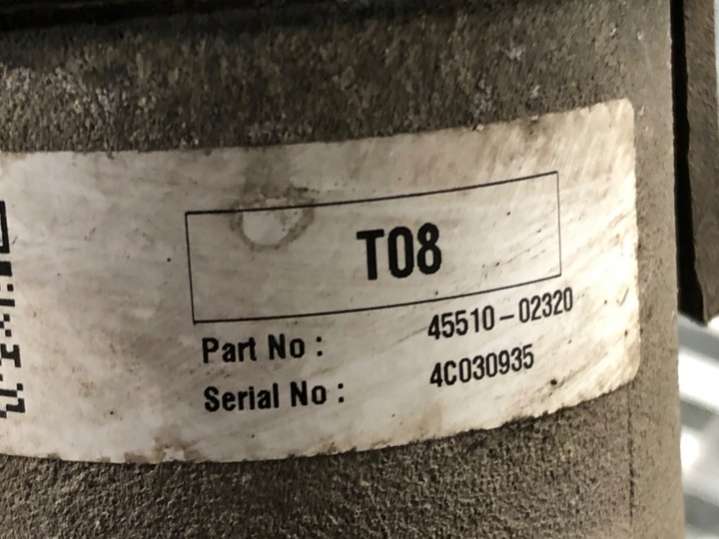 T08
Part No : 45510-02320
Serial No : 4C030935